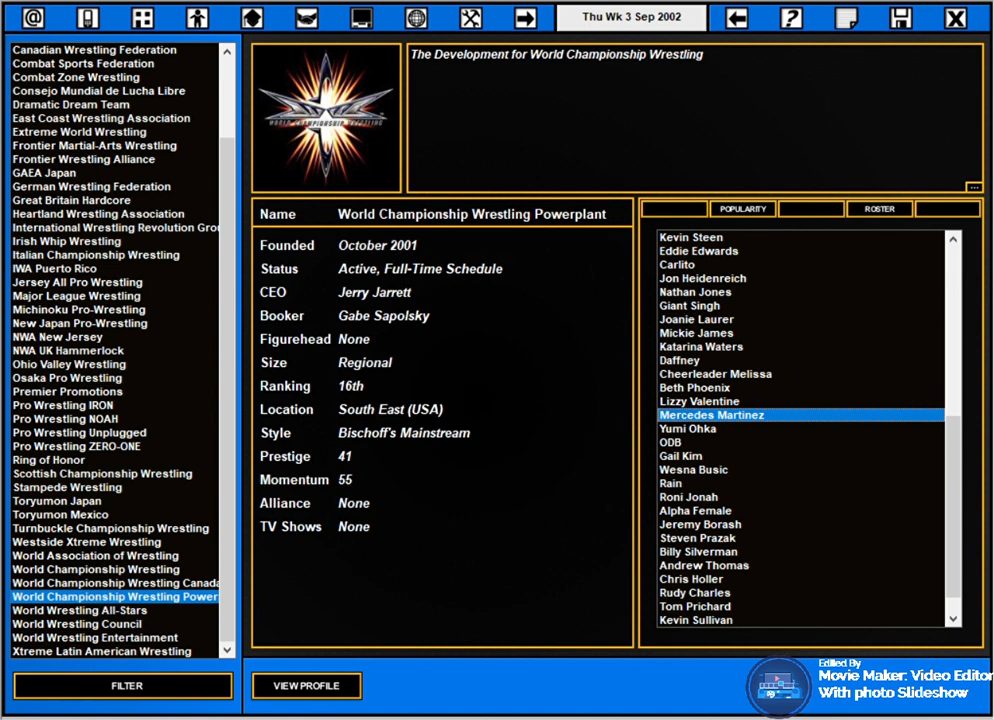 Thu Wk 3 Sep 2002
Canadian Wrestling Federation
Combat Sports Federation
Combat Zone Wrestling
Consejo Mundial de Lucha Libre
Dramatic Dream Team
East Coast Wrestling Association
Extreme World Wrestling
Frontier Martial-Arts Wrestling
Frontier Wrestling Alliance
GAEA Japan
German Wrestling Federation
Great Britain Hardcore
Heartland Wrestling Association
International Wrestling Revolution Grou
Irish Whip Wrestling
Italian Championship Wrestling
IWA Puerto Rico
Jersey All Pro Wrestling
Major League Wrestling
Michinoku Pro-Wrestling
New Japan Pro-Wrestling
NWA New Jersey
NWA UK Hammerlock
Ohio Valley Wrestling
Osaka Pro Wrestling
Premier Promotions
Pro Wrestling IRON
Pro Wrestling NOAH
Pro Wrestling Unplugged
Pro Wrestling ZERO-ONE
Ring of Honor
Scottish Championship Wrestling
Stampede Wrestling
Toryumon Japan
Toryumon Mexico
Turnbuckle Championship Wrestling
Westside Xtreme Wrestling
World Association of Wrestling
World Championship Wrestling
World Championship Wrestling Canada
World Championship Wrestling Power
World Wrestling All-Stars
World Wrestling Council
World Wrestling Entertainment
Xtreme Latin American Wrestling
FILTER
WORLD CHAMPIONSHIP WRESTLING
The Development for World Championship Wrestling
...
Name World Championship Wrestling Powerplant
Founded October 2001
Status Active, Full-Time Schedule
CEO Jerry Jarrett
Booker Gabe Sapolsky
Figurehead None
Size Regional
Ranking 16th
Location South East (USA)
Style Bischoff's Mainstream
Prestige 41
Momentum 55
Alliance None
TV Shows None
POPULARITY
ROSTER
Kevin Steen
Eddie Edwards
Carlito
Jon Heidenreich
Nathan Jones
Giant Singh
Joanie Laurer
Mickie James
Katarina Waters
Daffney
Cheerleader Melissa
Beth Phoenix
Lizzy Valentine
Mercedes Martinez
Yumi Ohka
ODB
Gail Kim
Wesna Busic
Rain
Roni Jonah
Alpha Female
Jeremy Borash
Steven Prazak
Billy Silverman
Andrew Thomas
Chris Holler
Rudy Charles
Tom Prichard
Kevin Sullivan
VIEW PROFILE
Edited By
Movie Maker: Video Editor
With photo Slideshow